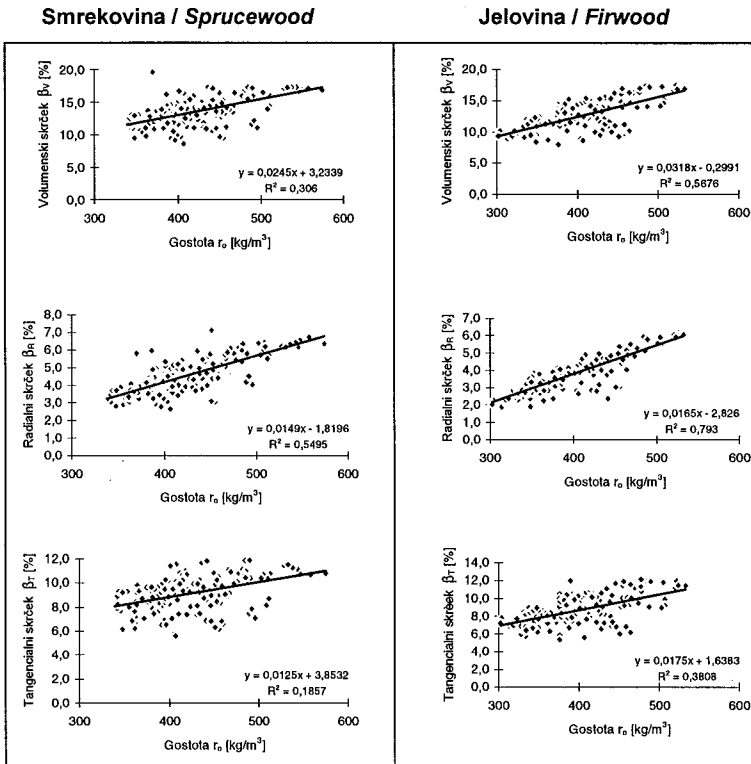 Smrekovina / Sprucewood
Jelovina / Firwood
Volumenski skrček βV [%]
20,0
15,0
10,0
5,0
0,0
y = 0,0245x + 3,2339
R² = 0,306
300 400 500 600
Gostota r₀ [kg/m³]
Volumenski skrček βV [%]
20,0
15,0
10,0
5,0
0,0
y = 0,0318x - 0,2991
R² = 0,5676
300 400 500 600
Gostota r₀ [kg/m³]
Radialni skrček βR [%]
8,0
7,0
6,0
5,0
4,0
3,0
2,0
1,0
0,0
y = 0,0149x - 1,8196
R² = 0,5495
300 400 500 600
Gostota r₀ [kg/m³]
Radialni skrček βR [%]
7,0
6,0
5,0
4,0
3,0
2,0
1,0
0,0
y = 0,0165x - 2,826
R² = 0,793
300 400 500 600
Gostota r₀ [kg/m³]
Tangencialni skrček βT [%]
12,0
10,0
8,0
6,0
4,0
2,0
0,0
y = 0,0125x + 3,8532
R² = 0,1857
300 400 500 600
Gostota r₀ [kg/m³]
Tangencialni skrček βT [%]
14,0
12,0
10,0
8,0
6,0
4,0
2,0
0,0
y = 0,0175x + 1,6383
R² = 0,3808
300 400 500 600
Gostota r₀ [kg/m³]